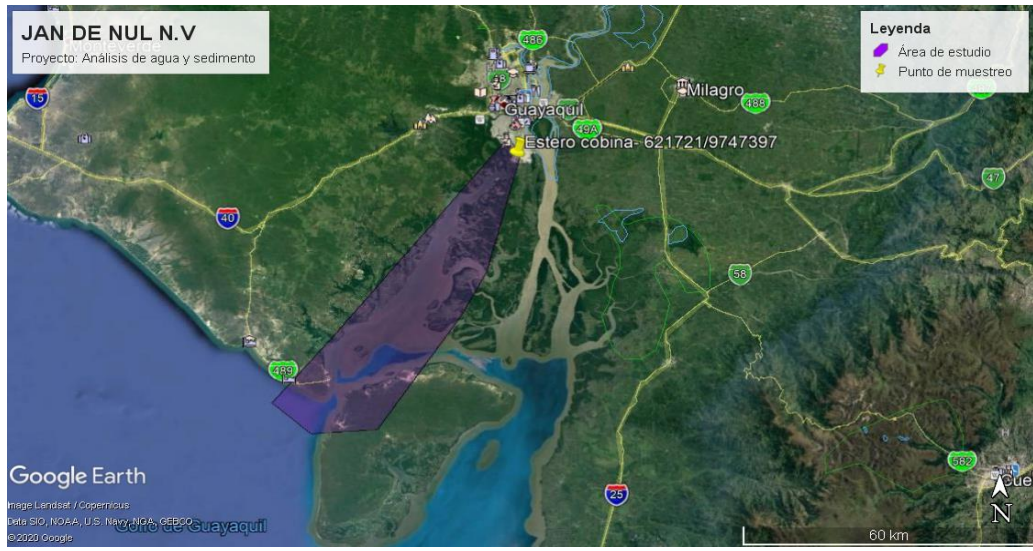 JAN DE NUL N.V
Proyecto: Análisis de agua y sedimento
Leyenda
Área de estudio
Punto de muestreo
Monteverde
486
15
48
Milagro
488
Guayaquil
49A
Estero cobina- 621721/9747397
47
40
58
489
582
Cue
25
N
Google Earth
Image Landsat / Copernicus
Data SIO, NOAA, U.S. Navy, NGA, GEBCO
© 2020 Google
Golfo de Guayaquil
60 km